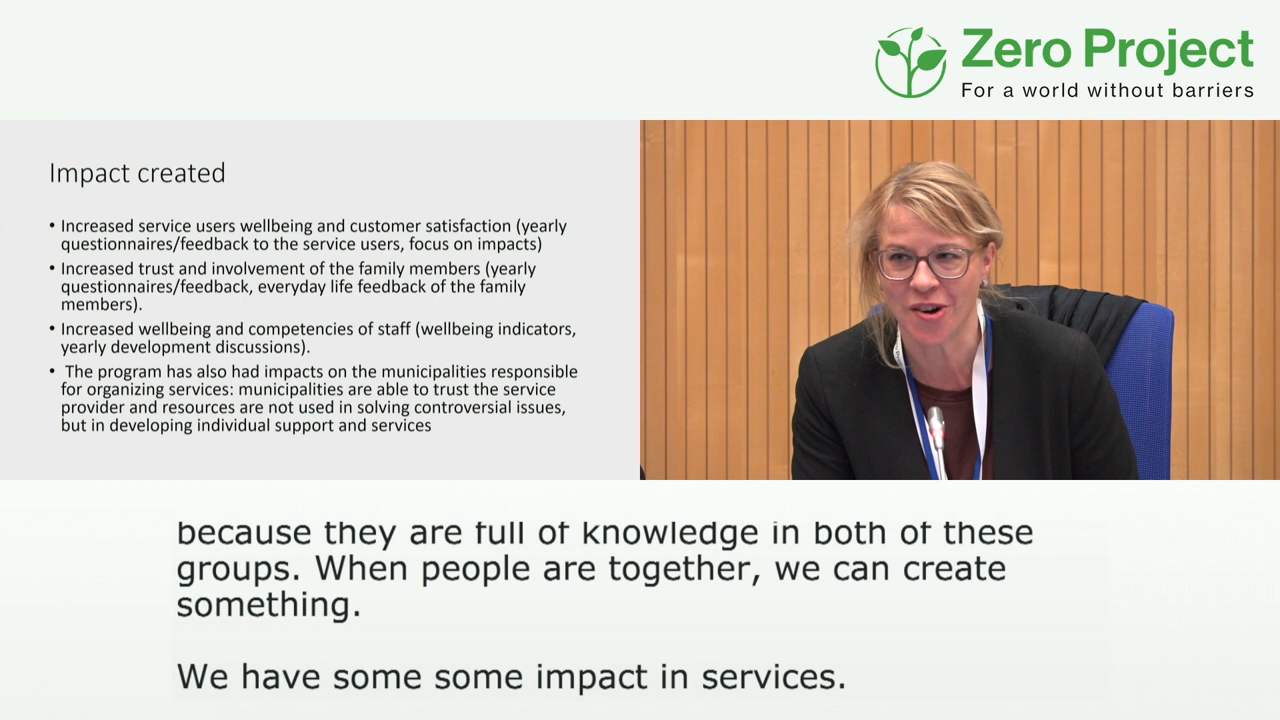 Zero Project
For a world without barriers
Impact created
• Increased service users wellbeing and customer satisfaction (yearly
questionnaires/feedback to the service users, focus on impacts)
• Increased trust and involvement of the family members (yearly
questionnaires/feedback, everyday life feedback of the family
members).
• Increased wellbeing and competencies of staff (wellbeing indicators,
yearly development discussions).
• The program has also had impacts on the municipalities responsible
for organizing services: municipalities are able to trust the service
provider and resources are not used in solving controversial issues,
but in developing individual support and services
because they are full of knowledge in both of these
groups. When people are together, we can create
something.
We have some some impact in services.